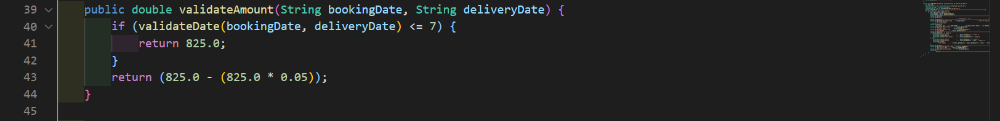 39 public double validateAmount(String bookingDate, String deliveryDate) {
40 if (validateDate(bookingDate, deliveryDate) <= 7) {
41 return 825.0;
42 }
43 return (825.0 - (825.0 * 0.05));
44 }
45